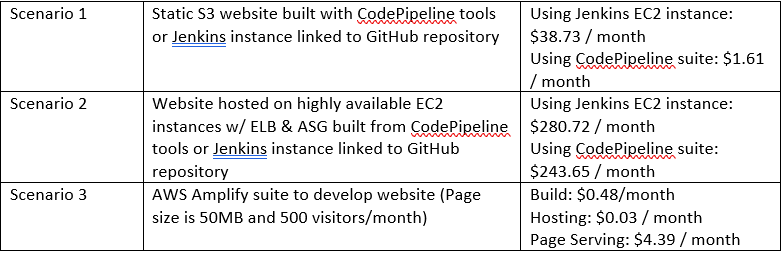 Scenario 1
Static S3 website built with CodePipeline tools
or Jenkins instance linked to GitHub repository
Using Jenkins EC2 instance:
$38.73 / month
Using CodePipeline suite: $1.61
/ month
Scenario 2
Website hosted on highly available EC2
instances w/ ELB & ASG built from CodePipeline
tools or Jenkins instance linked to GitHub
repository
Using Jenkins EC2 instance:
$280.72 / month
Using CodePipeline suite:
$243.65 / month
Scenario 3
AWS Amplify suite to develop website (Page
size is 50MB and 500 visitors/month)
Build: $0.48/month
Hosting: $0.03 / month
Page Serving: $4.39 / month